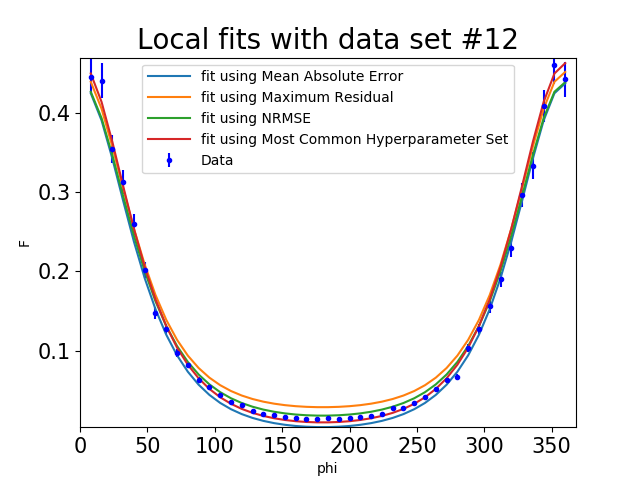 Local fits with data set #12
fit using Mean Absolute Error
fit using Maximum Residual
fit using NRMSE
fit using Most Common Hyperparameter Set
Data
F
0.4
0.3
0.2
0.1
0 50 100 150 200 250 300 350
phi